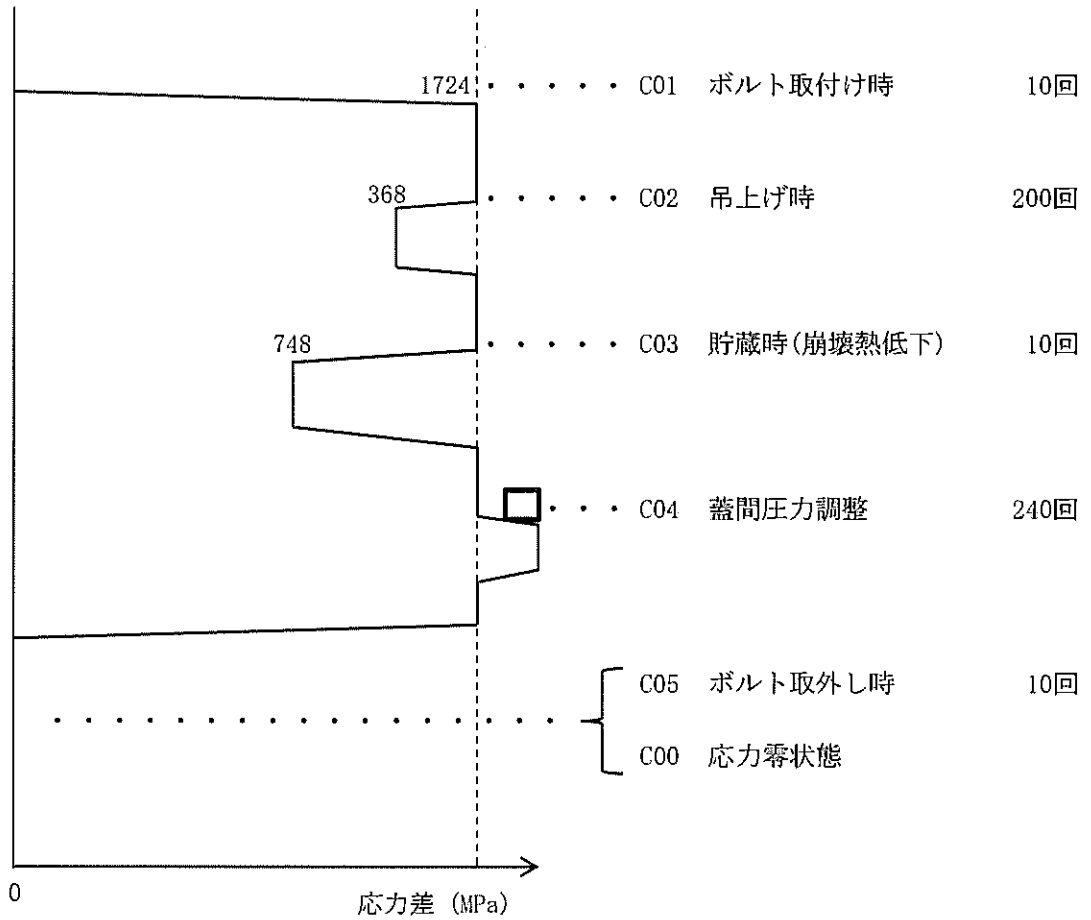 1724 ····· C01 ボルト取付け時 10回
368 ····· C02 吊上げ時 200回
748 ····· C03 貯蔵時(崩壊熱低下) 10回
··· C04 蓋間圧力調整 240回
C05 ボルト取外し時 10回
C00 応力零状態
0
応力差 (MPa)